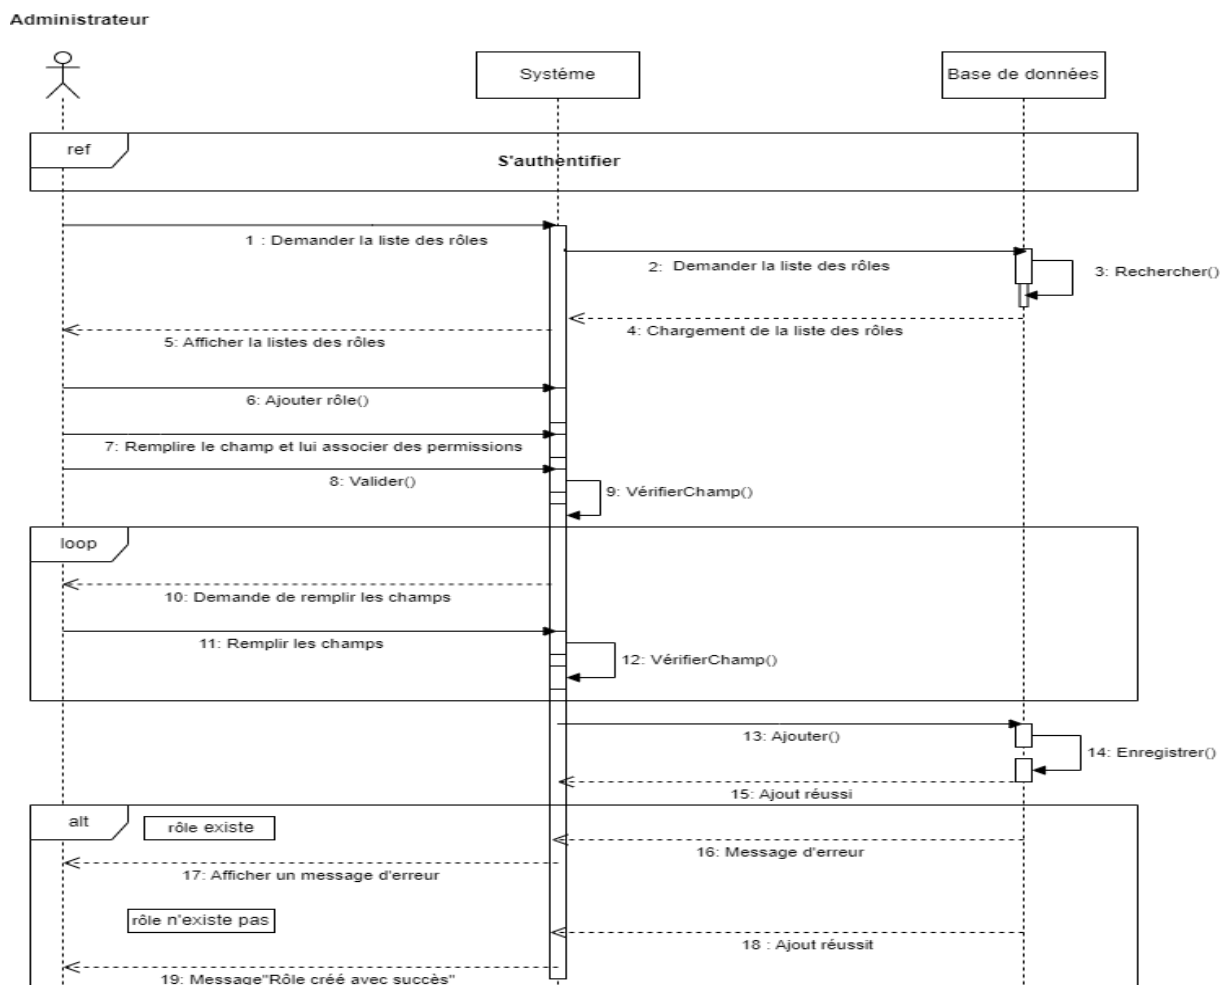 Administrateur
Systéme
Base de données
ref
S'authentifier
1 : Demander la liste des rôles
2: Demander la liste des rôles
3: Rechercher()
4: Chargement de la liste des rôles
5: Afficher la listes des rôles
6: Ajouter rôle()
7: Remplire le champ et lui associer des permissions
8: Valider()
9: VérifierChamp()
loop
10: Demande de remplir les champs
11: Remplir les champs
12: VérifierChamp()
13: Ajouter()
14: Enregistrer()
15: Ajout réussi
alt
rôle existe
16: Message d'erreur
17: Afficher un message d'erreur
rôle n'existe pas
18 : Ajout réussit
19: Message"Rôle créé avec succès"